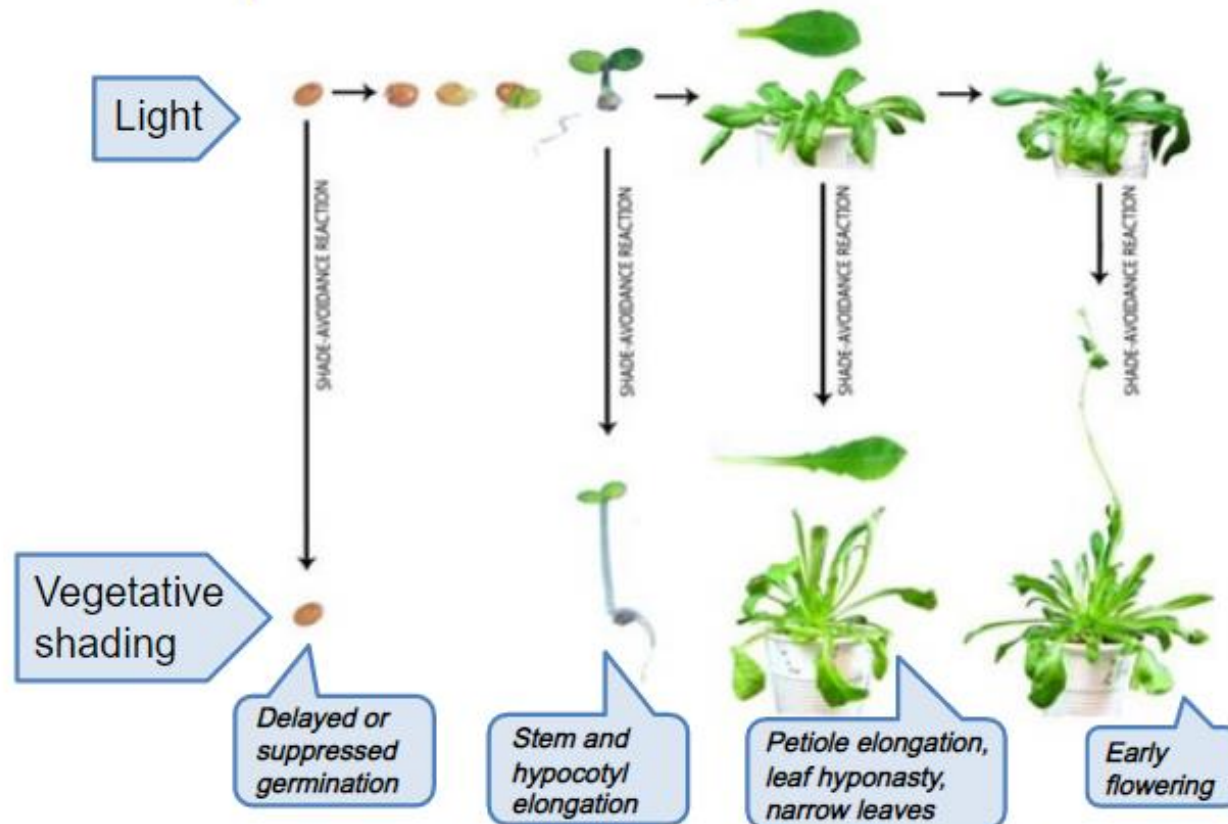 Light
SHADE-AVOIDANCE REACTION
SHADE-AVOIDANCE REACTION
SHADE-AVOIDANCE REACTION
SHADE-AVOIDANCE REACTION
Vegetative
shading
Delayed or
suppressed
germination
Stem and
hypocotyl
elongation
Petiole elongation,
leaf hyponasty,
narrow leaves
Early
flowering